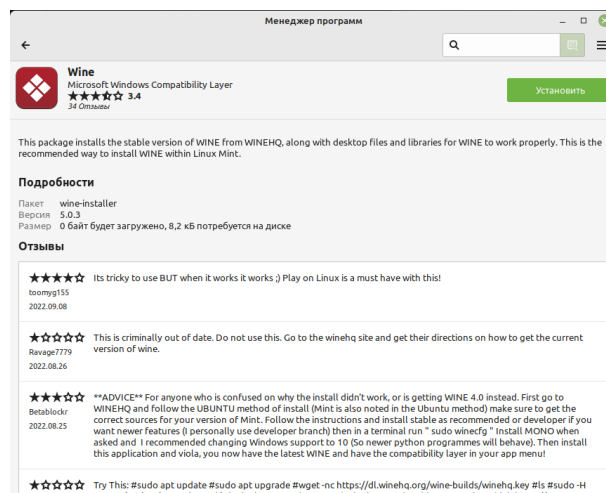 Менеджер программ
Wine
Microsoft Windows Compatibility Layer
3.4
34 Отзывы
Установить
This package installs the stable version of WINE from WINEHQ, along with desktop files and libraries for WINE to work properly. This is the
recommended way to install WINE within Linux Mint.
Подробности
Пакет wine-installer
Версия 5.0.3
Размер 0 байт будет загружено, 8,2 кБ потребуется на диске
Отзывы
Its tricky to use BUT when it works it works ;) Play on Linux is a must have with this!
toomyg155
2022.09.08
This is criminally out of date. Do not use this. Go to the winehq site and get their directions on how to get the current
version of wine.
Ravage7779
2022.08.26
**ADVICE** For anyone who is confused on why the install didn't work, or is getting WINE 4.0 instead. First go to
WINEHQ and follow the UBUNTU method of install (Mint is also noted in the Ubuntu method) make sure to get the
correct sources for your version of Mint. Follow the instructions and install stable as recommended or developer if you
want newer features (I personally use developer branch) then in a terminal run " sudo winecfg " Install MONO when
asked and I recommended changing Windows support to 10 (So newer python programmes will behave). Then install
this application and viola, you now have the latest WINE and have the compatibility layer in your app menu!
Betablockr
2022.08.25
Try This: #sudo apt update #sudo apt upgrade #wget -nc https://dl.winehq.org/wine-builds/winehq.key #ls #sudo -H